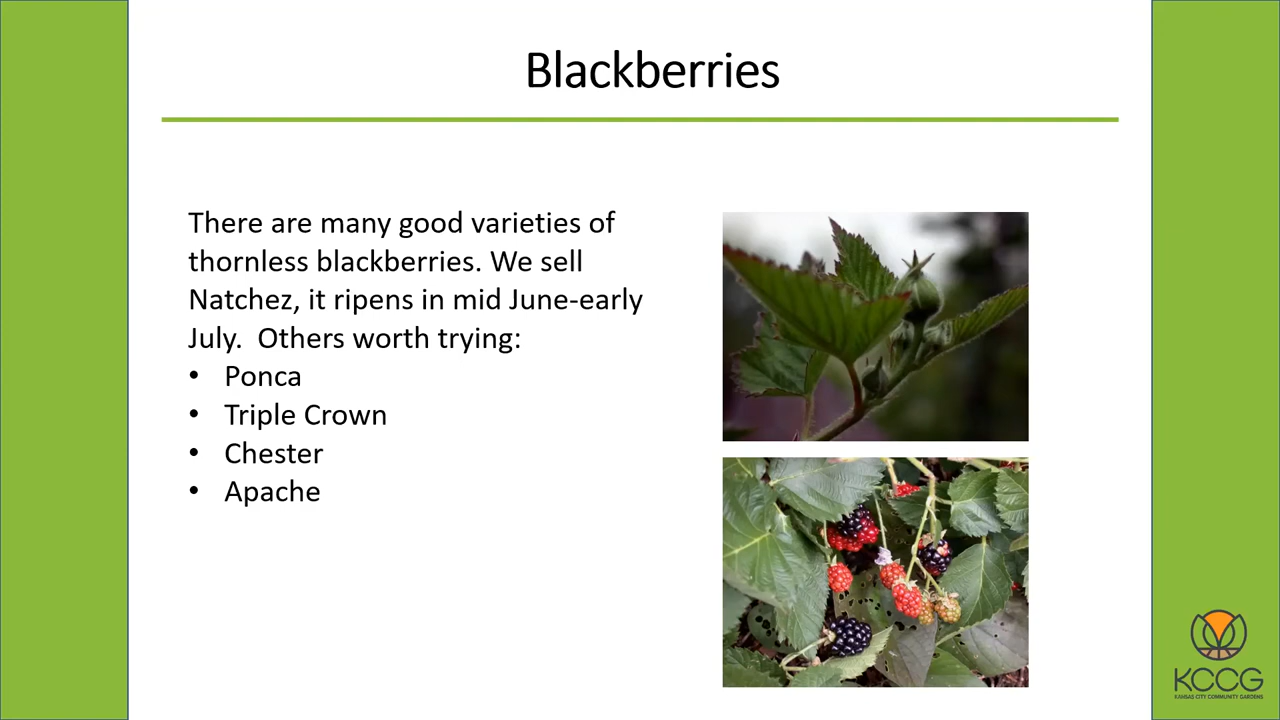 Blackberries
There are many good varieties of
thornless blackberries. We sell
Natchez, it ripens in mid June-early
July.  Others worth trying:
• Ponca
• Triple Crown
• Chester
• Apache
KCCG
KANSAS CITY COMMUNITY GARDENS